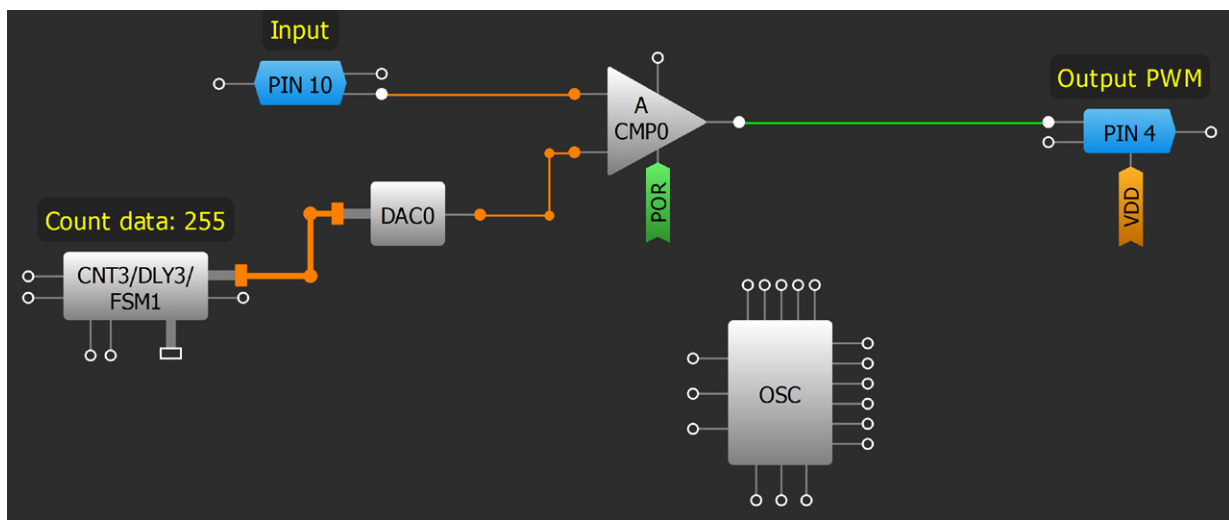 Input
PIN 10
A
CMP0
POR
Output PWM
PIN 4
VDD
DAC0
Count data: 255
CNT3/DLY3/
FSM1
OSC